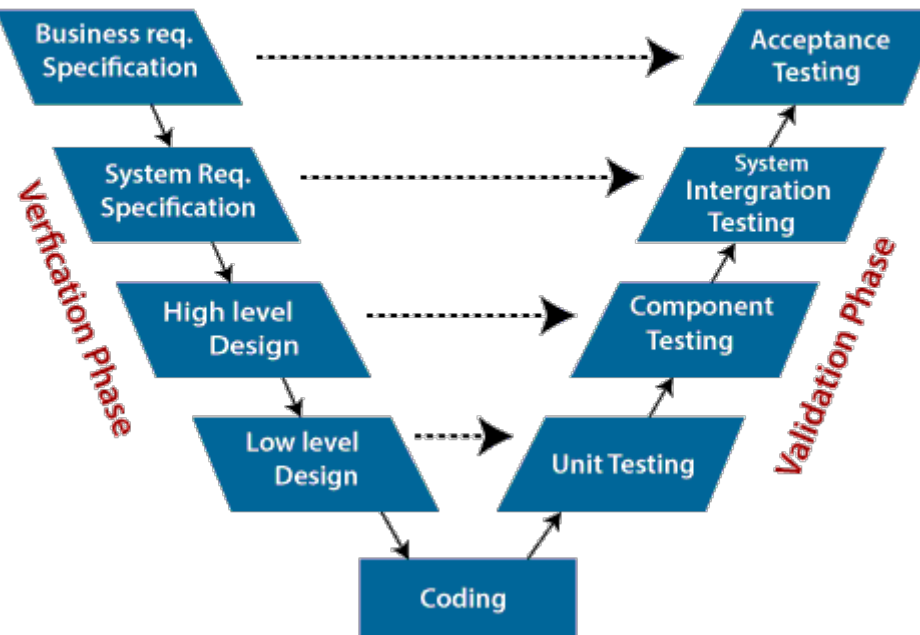 Business req.
Specification
Acceptance
Testing
System Req.
Specification
System
Intergration
Testing
Verfication Phase
High level
Design
Component
Testing
Validation Phase
Low level
Design
Unit Testing
Coding